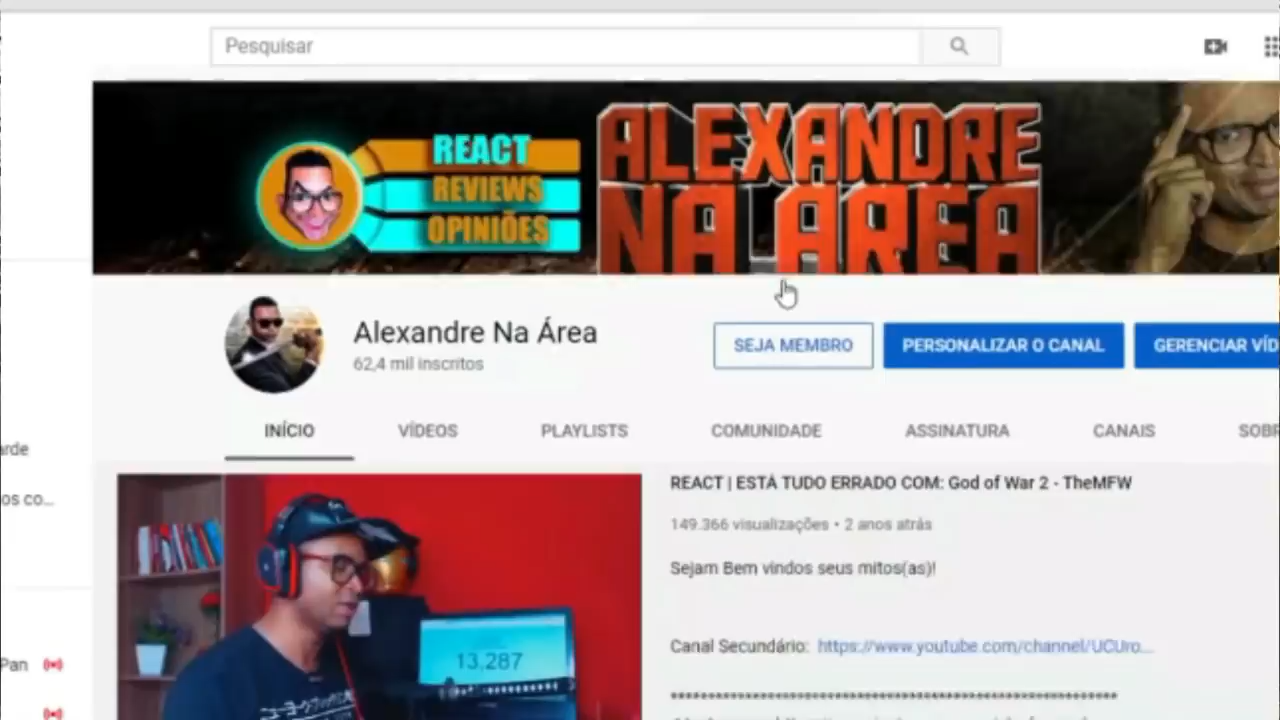 Pesquisar
REACT
REVIEWS
OPINIÕES
ALEXANDRE
NA AREA
Alexandre Na Área
62,4 mil inscritos
SEJA MEMBRO
PERSONALIZAR O CANAL
GERENCIAR VÍD
INÍCIO
VÍDEOS
PLAYLISTS
COMUNIDADE
ASSINATURA
CANAIS
SOBR
arde
os co...
Pan
REACT | ESTÁ TUDO ERRADO COM: God of War 2 - TheMFW
149.366 visualizações • 2 anos atrás
Sejam Bem vindos seus mitos(as)!
Canal Secundário: https://www.youtube.com/channel/UCUro...
13,287